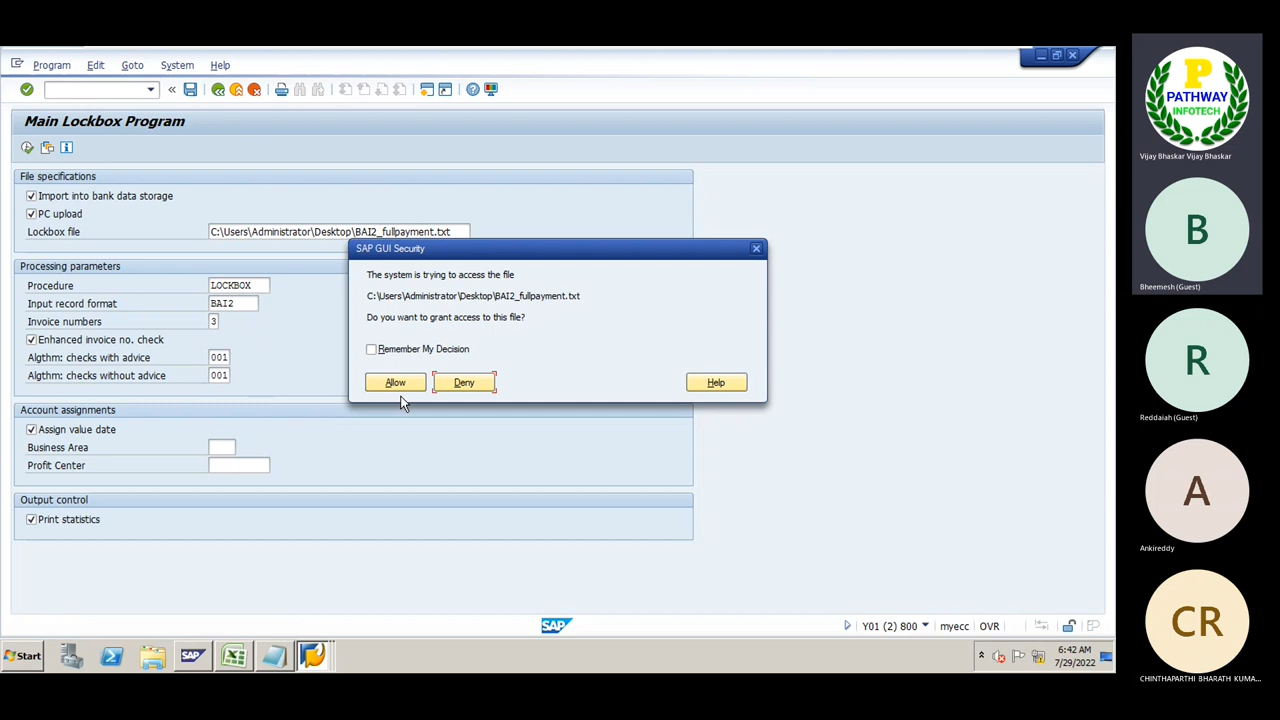 Program Edit Goto System Help
Main Lockbox Program
File specifications
Import into bank data storage
PC upload
Lockbox file C:\Users\Administrator\Desktop\BAI2_fullpayment.txt
Processing parameters
Procedure LOCKBOX
Input record format BAI2
Invoice numbers 3
Enhanced invoice no. check
Algthm: checks with advice 001
Algthm: checks without advice 001
Account assignments
Assign value date
Business Area
Profit Center
Output control
Print statistics
SAP GUI Security
The system is trying to access the file
C:\Users\Administrator\Desktop\BAI2_fullpayment.txt
Do you want to grant access to this file?
Remember My Decision
Allow Deny Help
SAP Y01 (2) 800 myecc OVR
Start SAP 6:42 AM
7/29/2022
P
PATHWAY
INFOTECH
Vijay Bhaskar Vijay Bhaskar
B
Bheemesh (Guest)
R
Reddaiah (Guest)
A
Ankireddy
CR
CHINTHAPARTHI BHARATH KUMA...